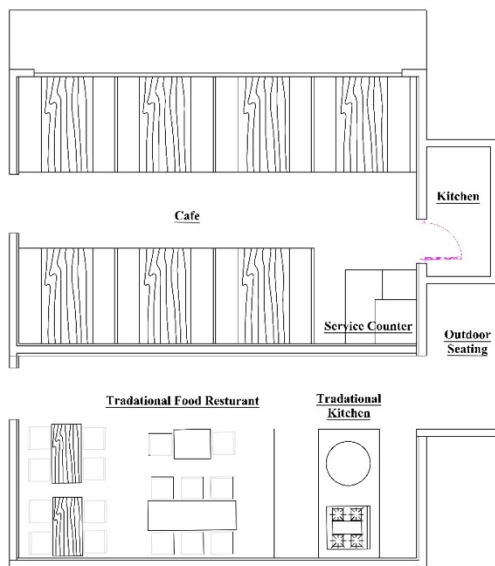 Kitchen
Cafe
Service Counter
Outdoor
Seating
Tradational Food Resturant
Tradational
Kitchen